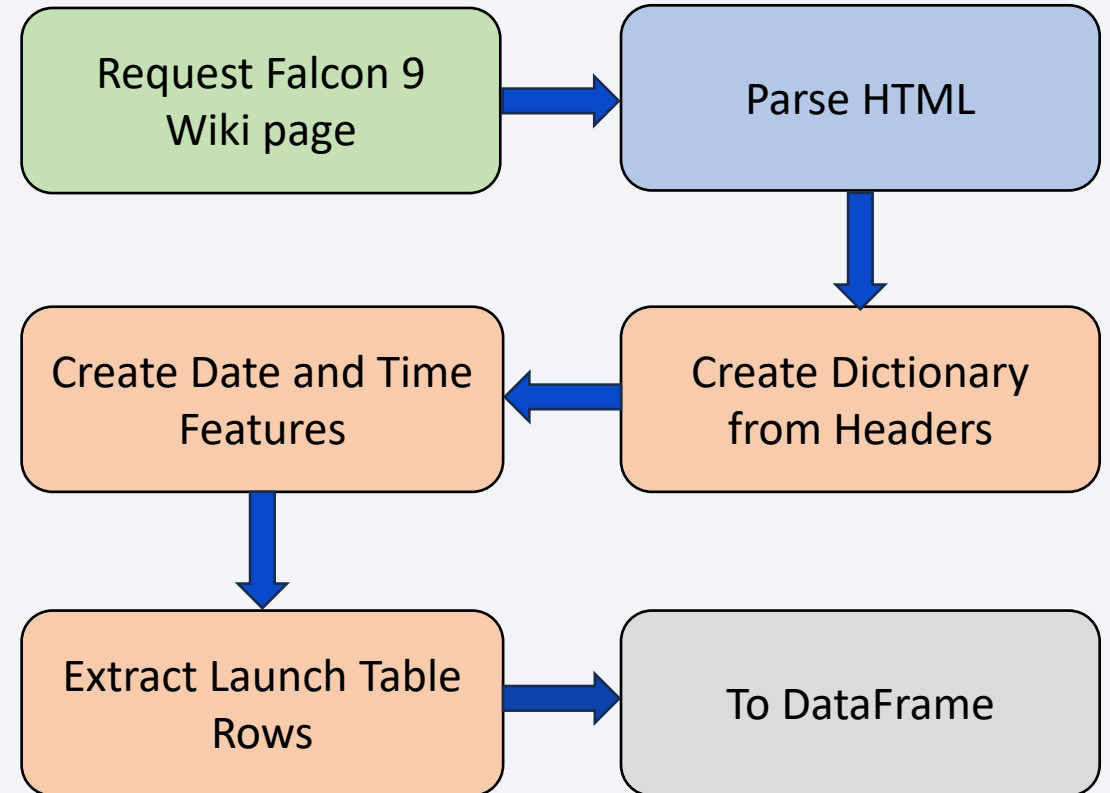 Request Falcon 9
Wiki page
Parse HTML
Create Date and Time
Features
Create Dictionary
from Headers
Extract Launch Table
Rows
To DataFrame